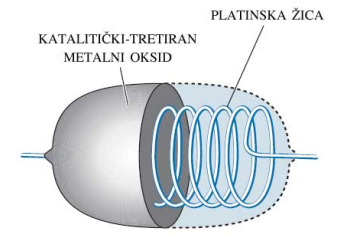 PLATINSKA ŽICA
KATALITIČKI-TRETIRAN
METALNI OKSID